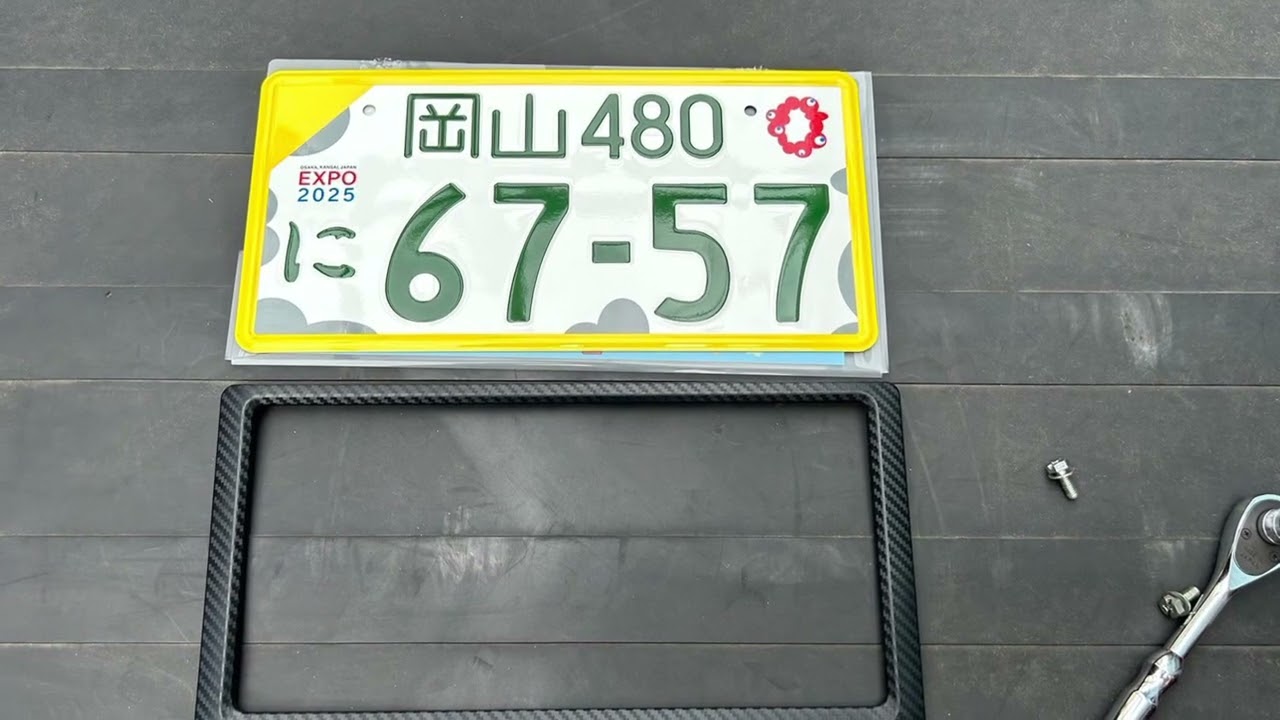 岡山480
OSAKA, KANSAI, JAPAN
EXPO
2025
に 67-57